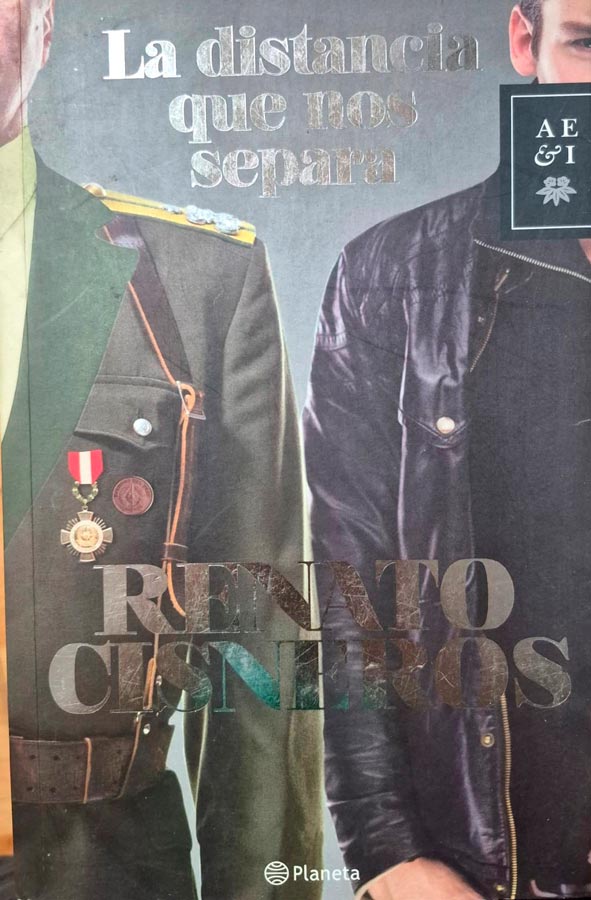 La distancia
que nos
separa
AE
&I
RENATO
CISNEROS
Planeta